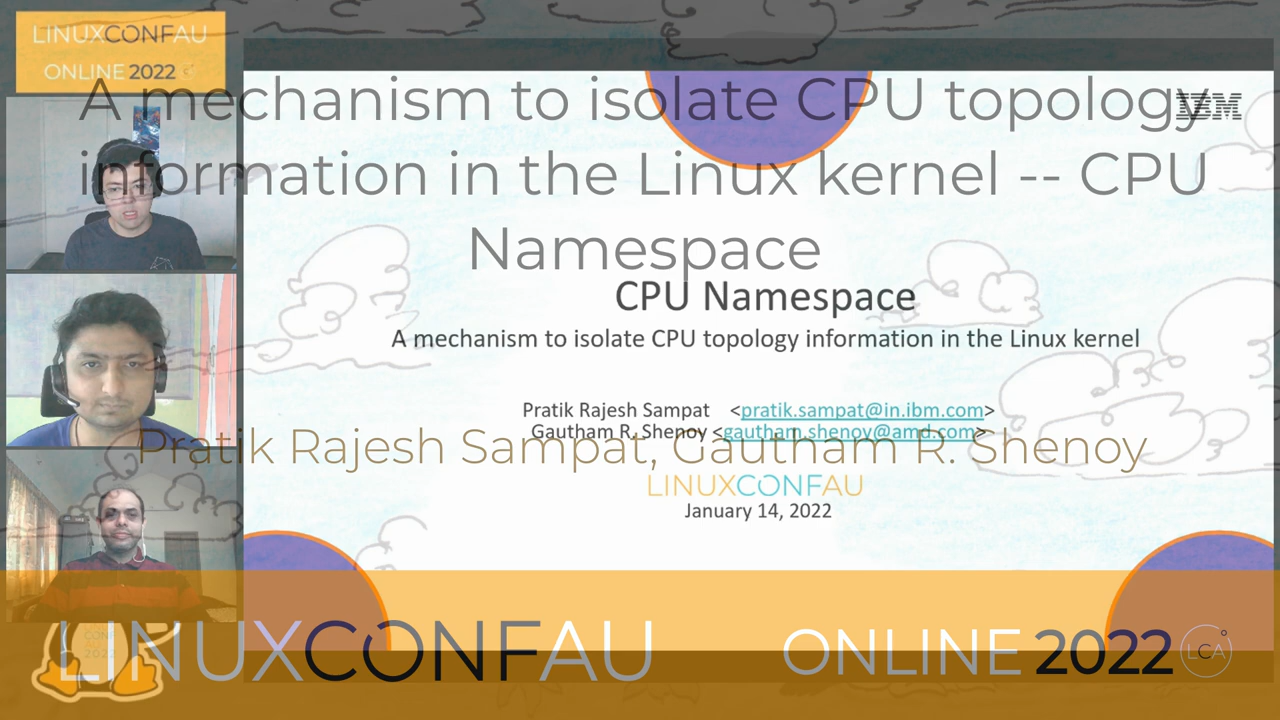 LINUXCONFAU
ONLINE 2022
A mechanism to isolate CPU topology
information in the Linux kernel -- CPU
Namespace
IBM
CPU Namespace
A mechanism to isolate CPU topology information in the Linux kernel
Pratik Rajesh Sampat <pratik.sampat@in.ibm.com>
Gautham R. Shenoy <gautham.shenoy@amd.com>
Pratik Rajesh Sampat, Gautham R. Shenoy
LINUXCONFAU
January 14, 2022
LINUXCONFAU ONLINE 2022 LCA